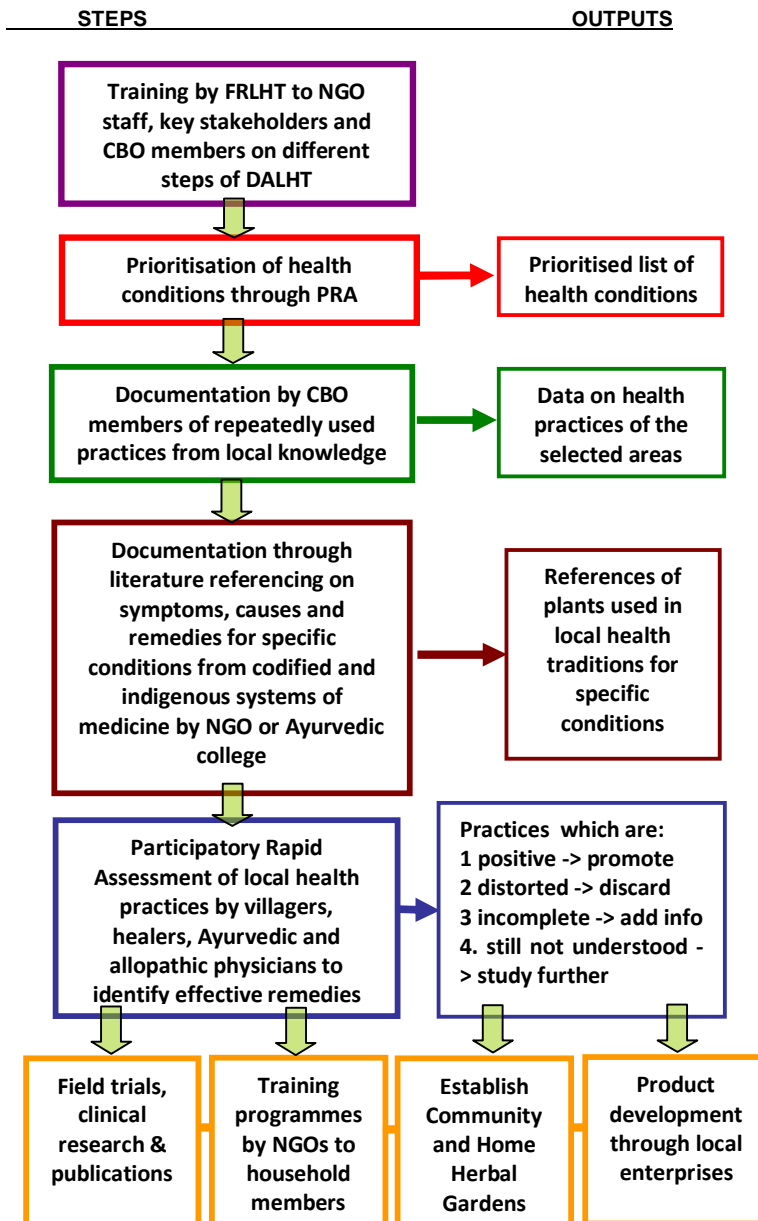 STEPS OUTPUTS
Training by FRLHT to NGO
staff, key stakeholders and
CBO members on different
steps of DALHT
Prioritisation of health
conditions through PRA
Prioritised list of
health conditions
Documentation by CBO
members of repeatedly used
practices from local knowledge
Data on health
practices of the
selected areas
Documentation through
literature referencing on
symptoms, causes and
remedies for specific
conditions from codified and
indigenous systems of
medicine by NGO or Ayurvedic
college
References of
plants used in
local health
traditions for
specific
conditions
Participatory Rapid
Assessment of local health
practices by villagers,
healers, Ayurvedic and
allopathic physicians to
identify effective remedies
Practices which are:
1 positive -> promote
2 distorted -> discard
3 incomplete -> add info
4. still not understood -
> study further
Field trials,
clinical
research &
publications
Training
programmes
by NGOs to
household
members
Establish
Community
and Home
Herbal
Gardens
Product
development
through local
enterprises